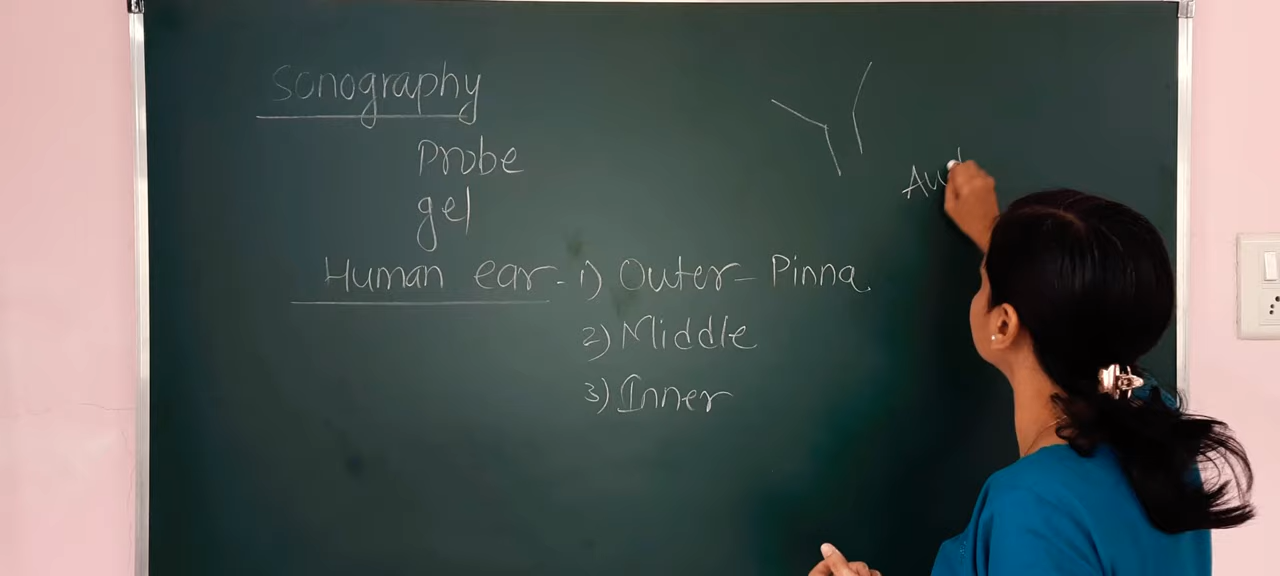 Sonography
Probe
gel
Human ear - 1) Outer - Pinna
2) Middle
3) Inner